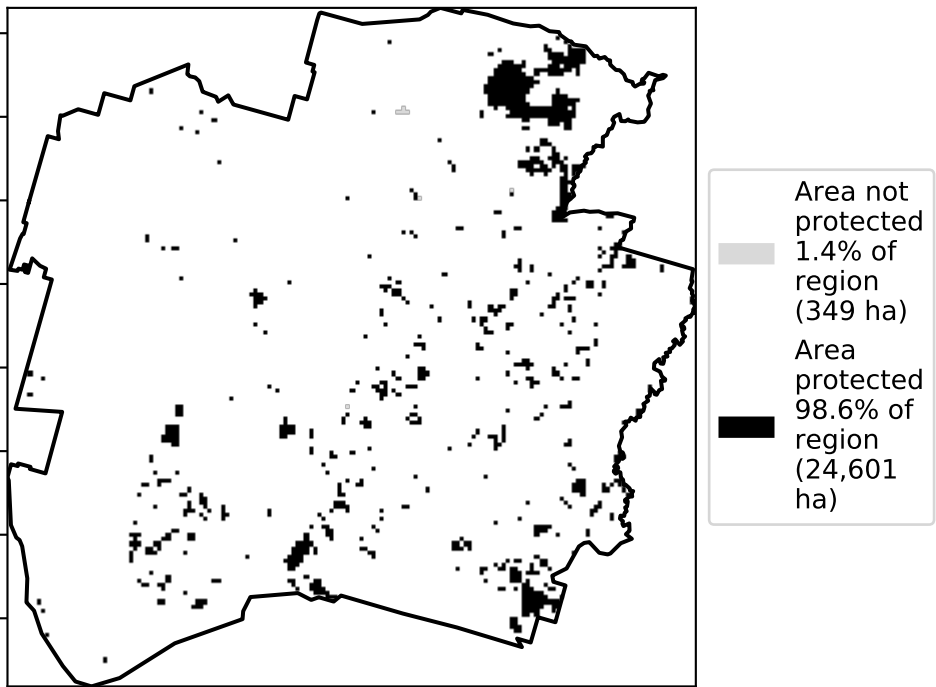 Area not
protected
1.4% of
region
(349 ha)
Area
protected
98.6% of
region
(24,601
ha)